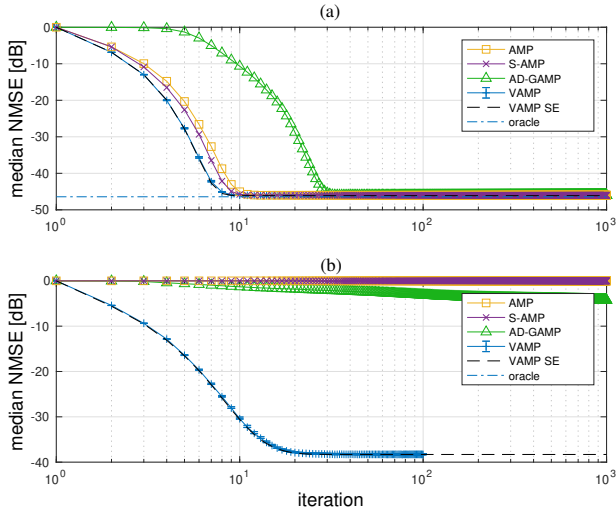 (a)
0
-10
-20
-30
-40
-50
median NMSE [dB]
AMP
S-AMP
AD-GAMP
VAMP
VAMP SE
oracle
10^0
10^1
10^2
10^3
(b)
0
-10
-20
-30
-40
median NMSE [dB]
AMP
S-AMP
AD-GAMP
VAMP
VAMP SE
oracle
10^0
10^1
10^2
10^3
iteration